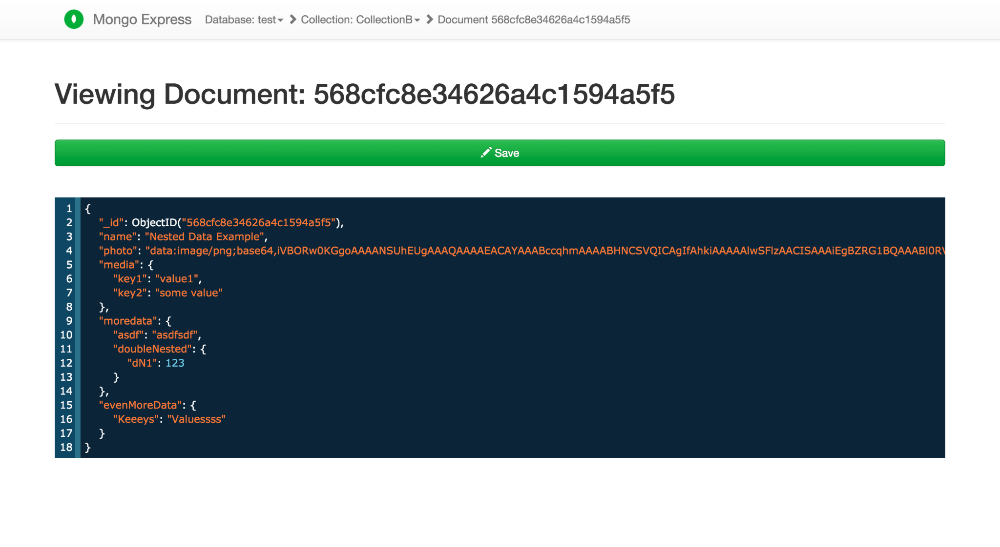 Mongo Express Database: test Collection: CollectionB Document 568cfc8e34626a4c1594a5f5
Viewing Document: 568cfc8e34626a4c1594a5f5
Save
1 {
2 "_id": ObjectID("568cfc8e34626a4c1594a5f5"),
3 "name": "Nested Data Example",
4 "photo": "data:image/png;base64,iVBORw0KGgoAAAANSUhEUgAAAQAAAAEACAYAAABccqhmAAAABHNCSVQICAgIfAhkiAAAAAlwSFlzAACISAAAiEgBZRG1BQAAABl0RV
5 "media": {
6 "key1": "value1",
7 "key2": "some value"
8 },
9 "moredata": {
10 "asdf": "asdfsdf",
11 "doubleNested": {
12 "dN1": 123
13 }
14 },
15 "evenMoreData": {
16 "Keeeys": "Valuessss"
17 }
18 }